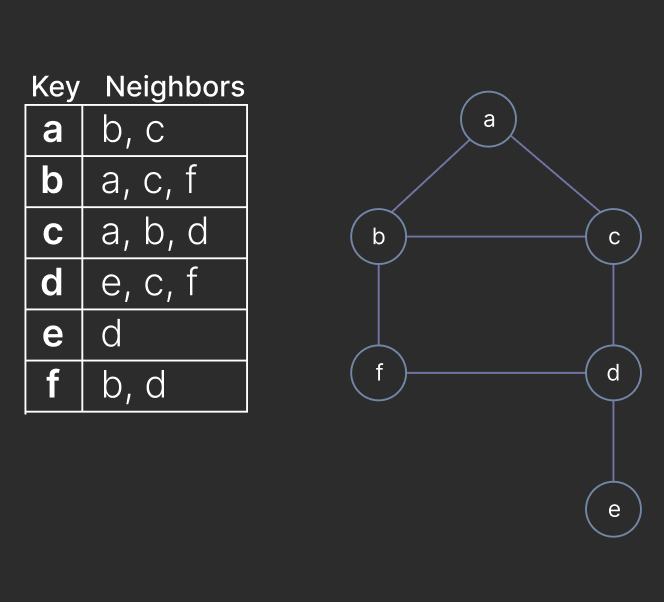 Key Neighbors
a b, c
b a, c, f
c a, b, d
d e, c, f
e d
f b, d
a
b c
f d
e